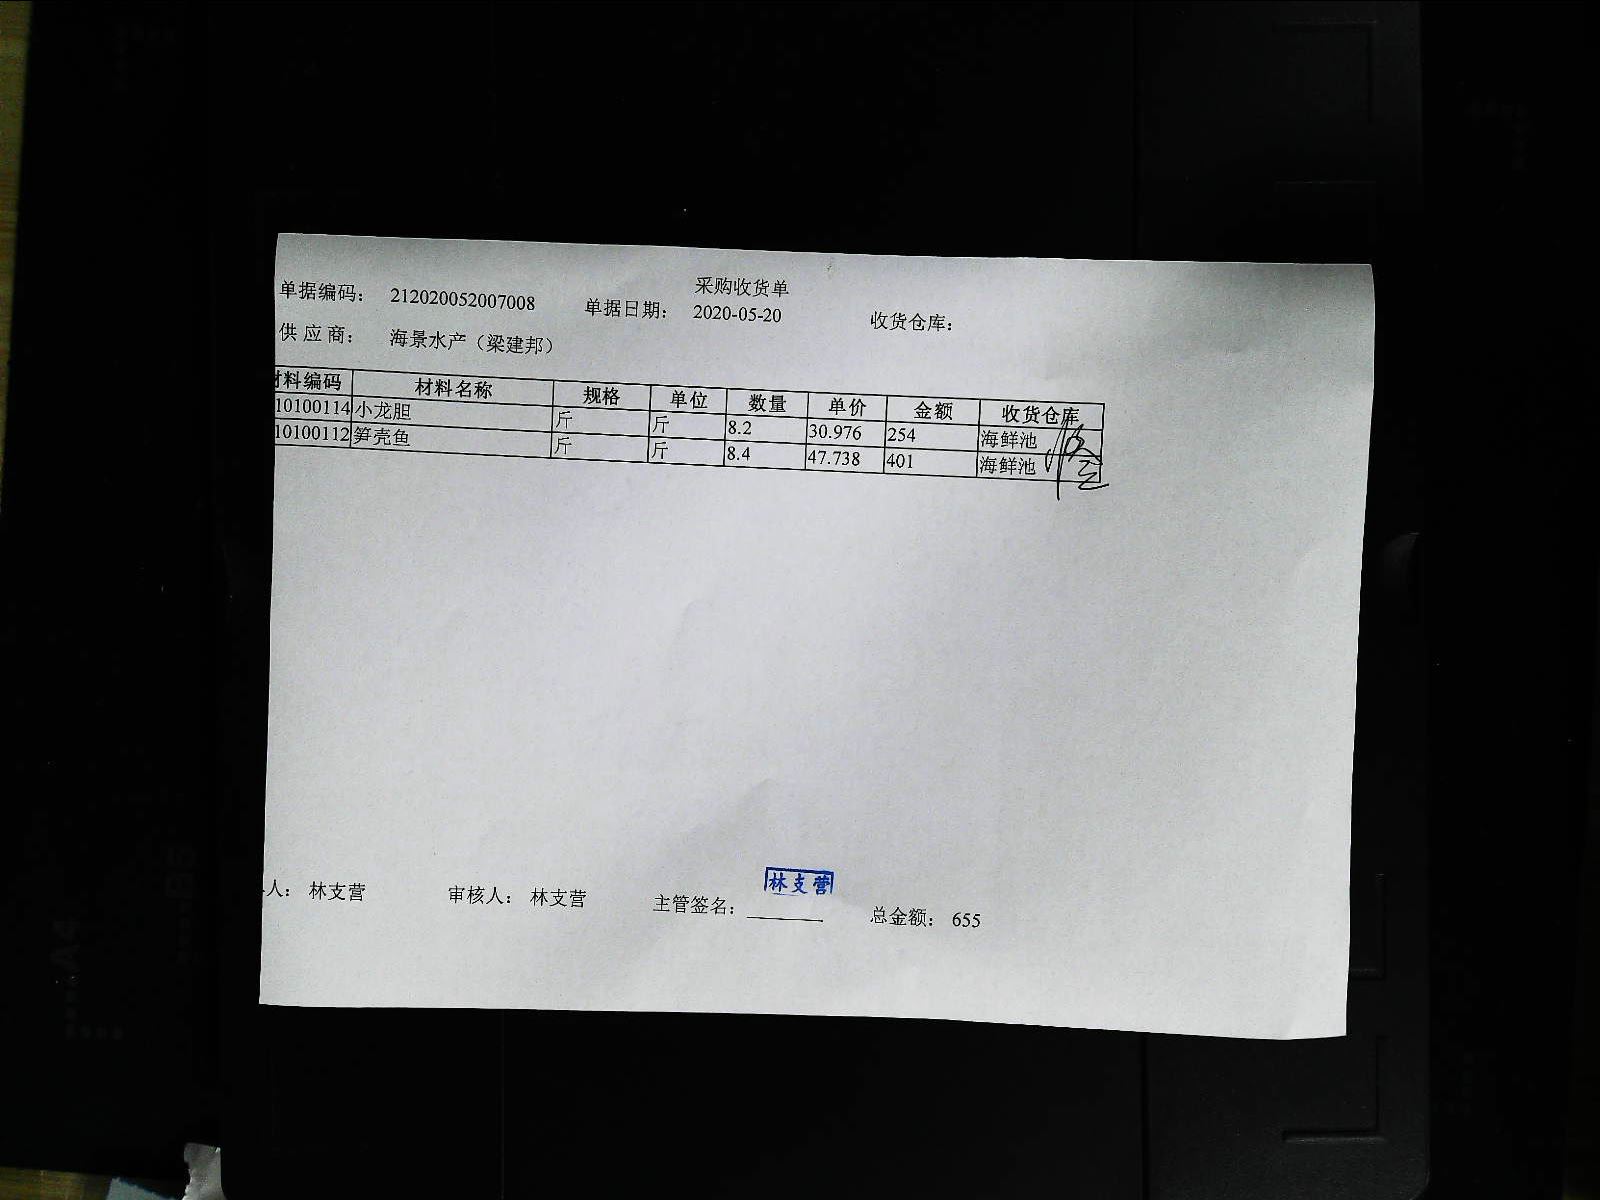 采购收货单
单据编码： 212020052007008 单据日期： 2020-05-20 收货仓库：
供 应 商： 海景水产（梁建邦）
材料编码 材料名称 规格 单位 数量 单价 金额 收货仓库
10100114 小龙胆 斤 斤 8.2 30.976 254 海鲜池
10100112 笋壳鱼 斤 斤 8.4 47.738 401 海鲜池
林支营
人： 林支营 审核人： 林支营 主管签名： 总金额： 655